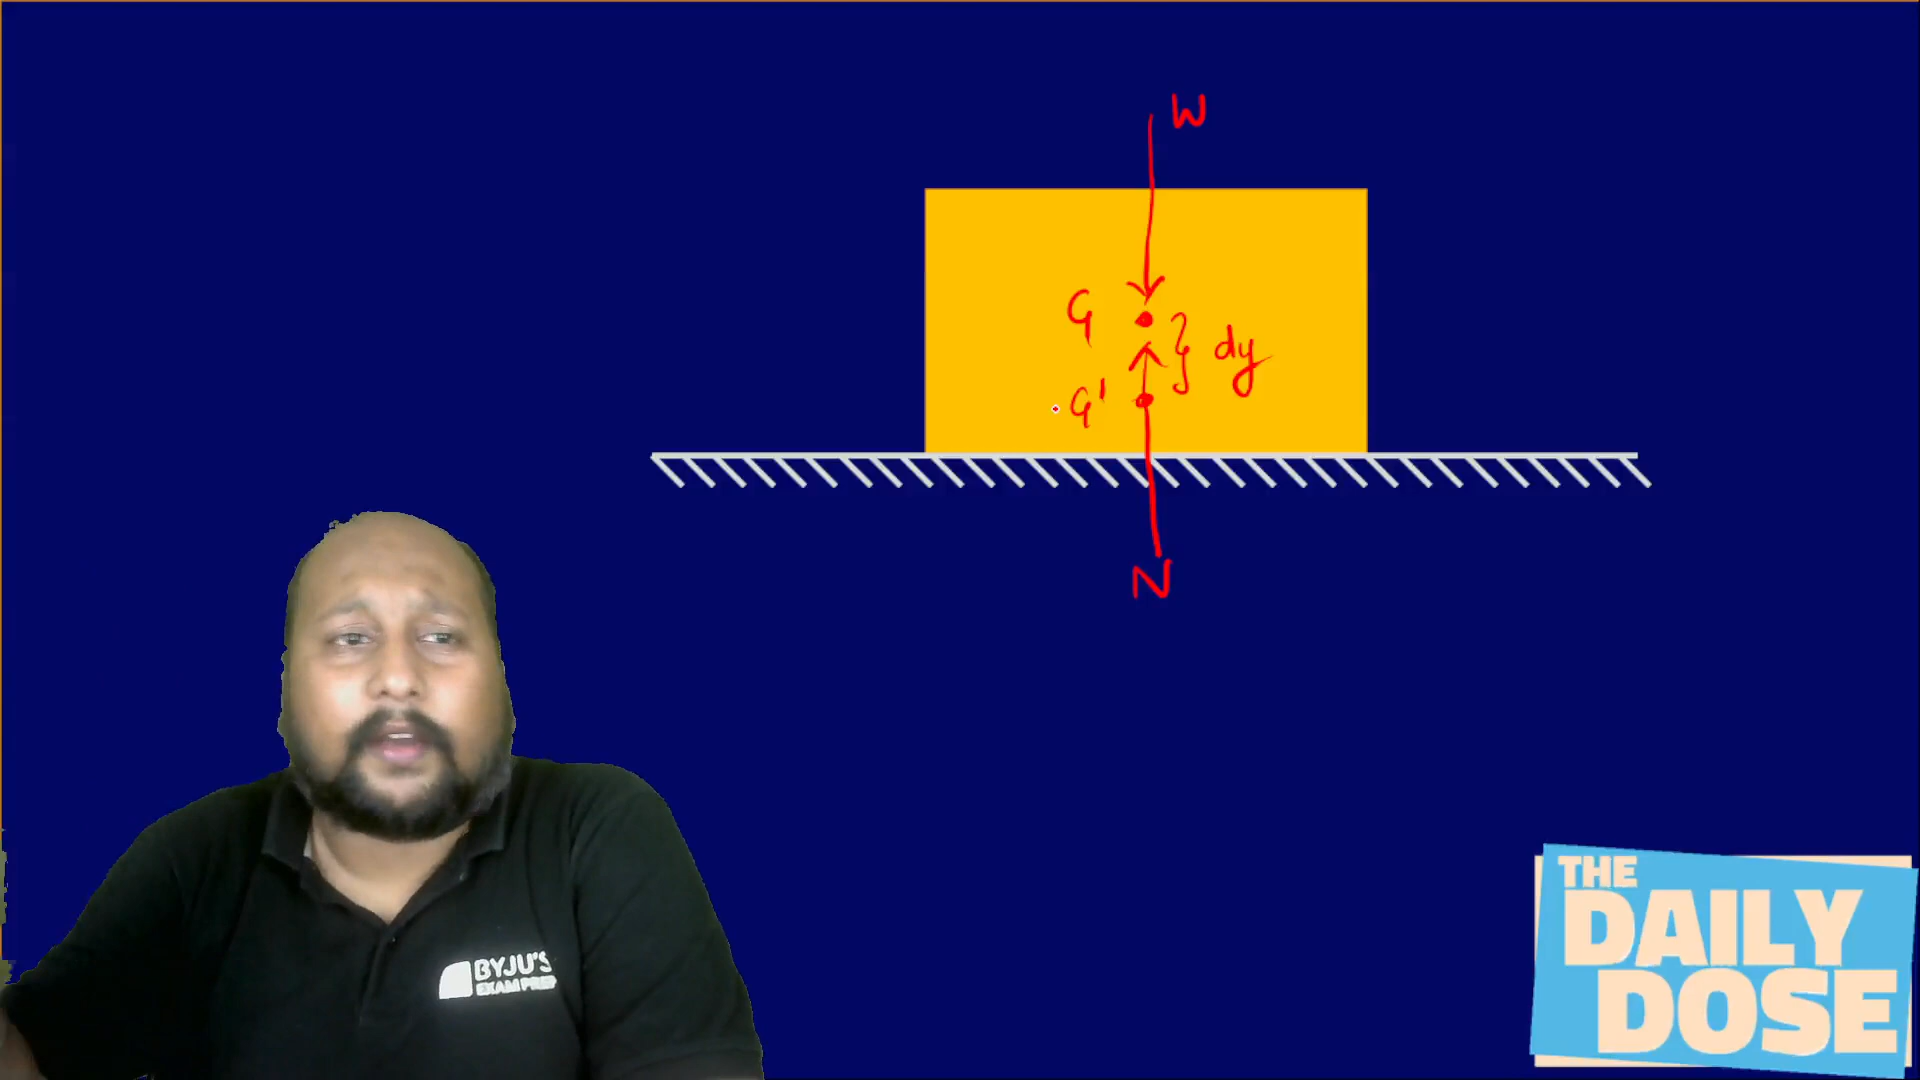 W
G
dy
G'
N
BYJU'S
EXAM PREP
THE
DAILY
DOSE